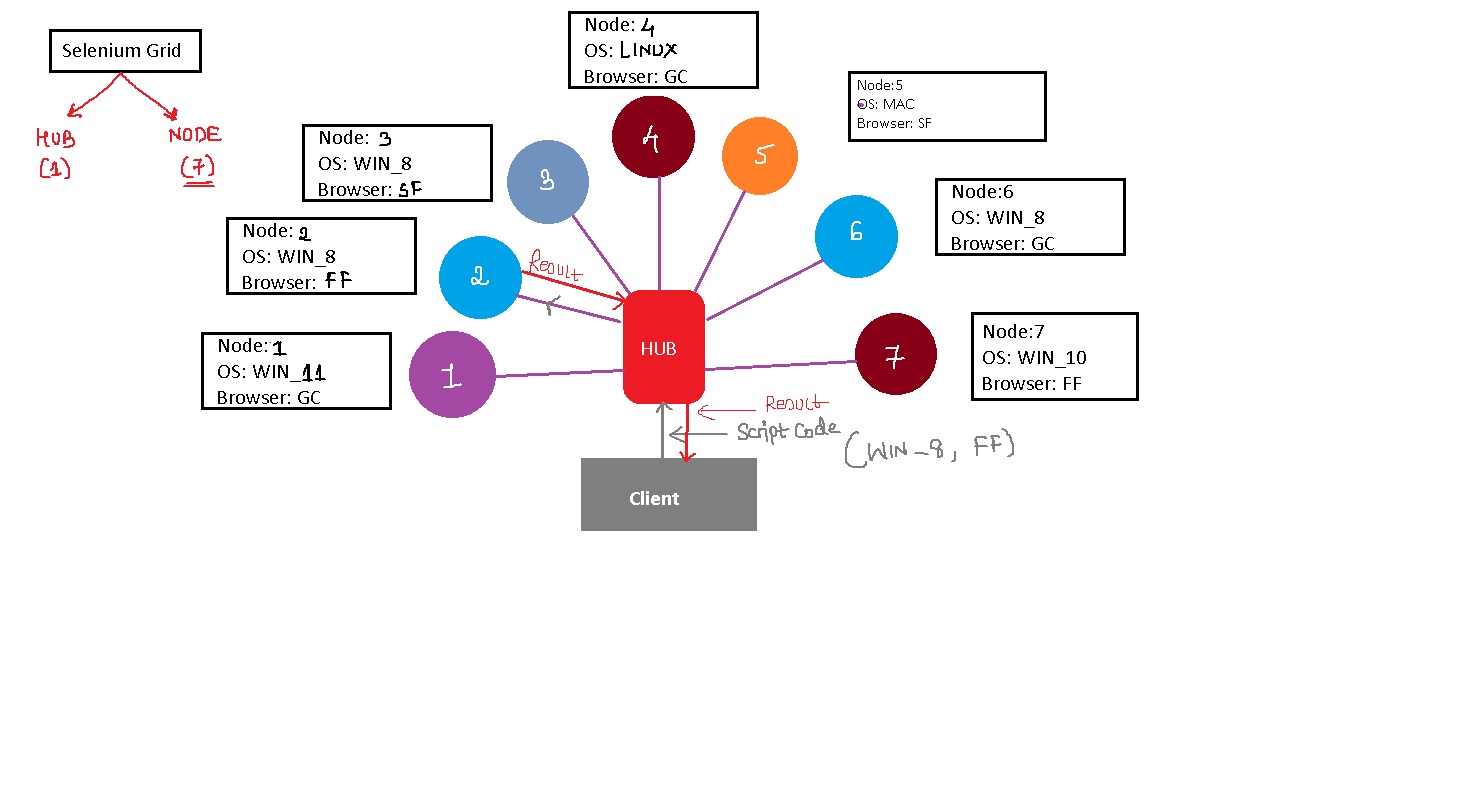 Selenium Grid
HUB
(1)
NODE
(7)
Node: 4
OS: LINUX
Browser: GC
Node:5
OS: MAC
Browser: SF
Node: 3
OS: WIN_8
Browser: SF
Node:6
OS: WIN_8
Browser: GC
Node: 2
OS: WIN_8
Browser: FF
Node: 1
OS: WIN_11
Browser: GC
Node:7
OS: WIN_10
Browser: FF
4
5
3
6
2
Result
HUB
1
7
Result
Script Code
(WIN_8, FF)
Client